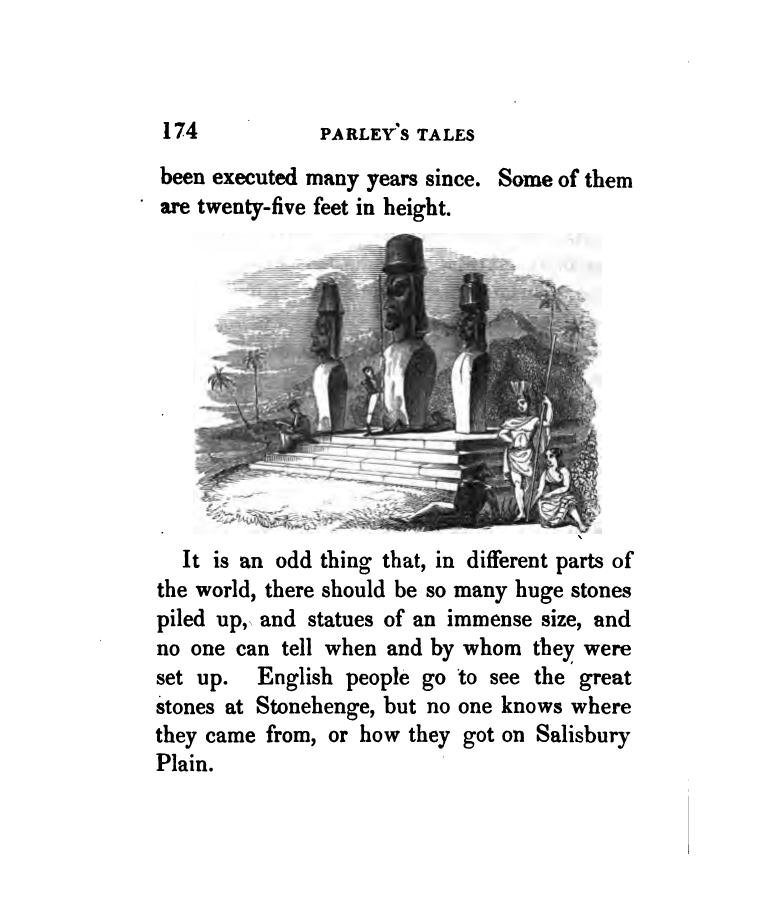 174 PARLEY'S TALES
been executed many years since. Some of them
are twenty-five feet in height.
It is an odd thing that, in different parts of
the world, there should be so many huge stones
piled up, and statues of an immense size, and
no one can tell when and by whom they were
set up. English people go to see the great
stones at Stonehenge, but no one knows where
they came from, or how they got on Salisbury
Plain.